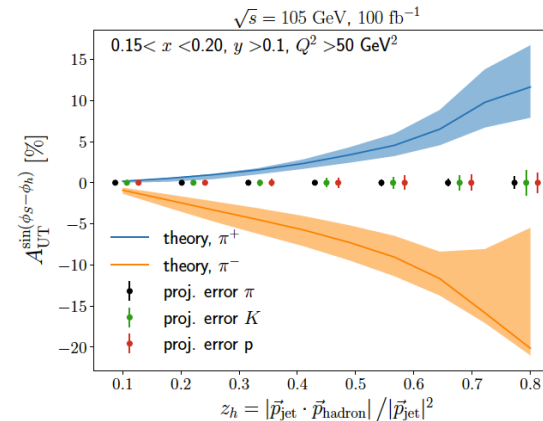 √s = 105 GeV, 100 fb⁻¹
0.15< x <0.20, y >0.1, Q² >50 GeV²
A_UT^sin(φ_S−φ_h) [%]
15
10
5
0
−5
−10
−15
−20
theory, π⁺
theory, π⁻
proj. error π
proj. error K
proj. error p
0.1 0.2 0.3 0.4 0.5 0.6 0.7 0.8
z_h = |p⃗_jet · p⃗_hadron| /|p⃗_jet|²